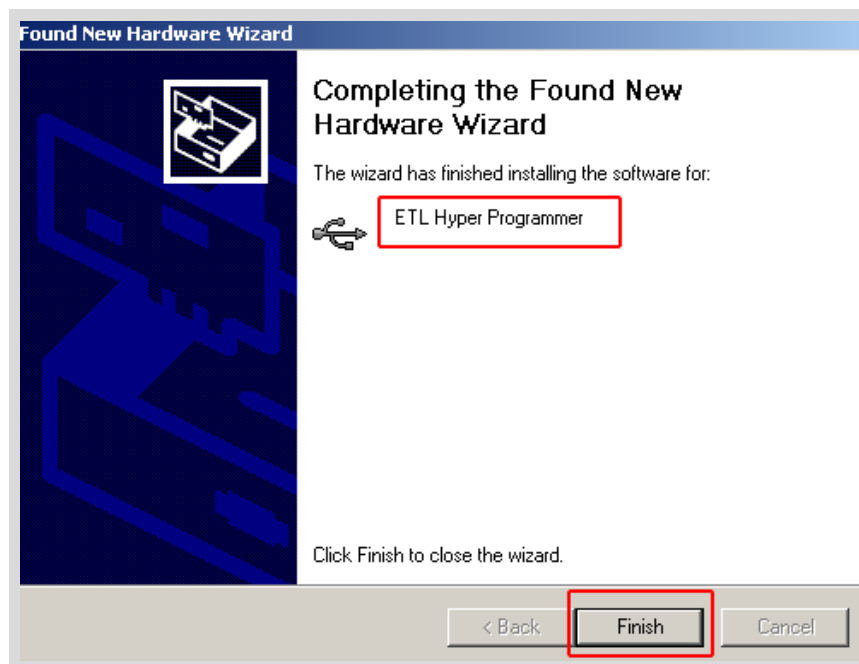 Found New Hardware Wizard
Completing the Found New
Hardware Wizard
The wizard has finished installing the software for:
ETL Hyper Programmer
Click Finish to close the wizard.
< Back
Finish
Cancel